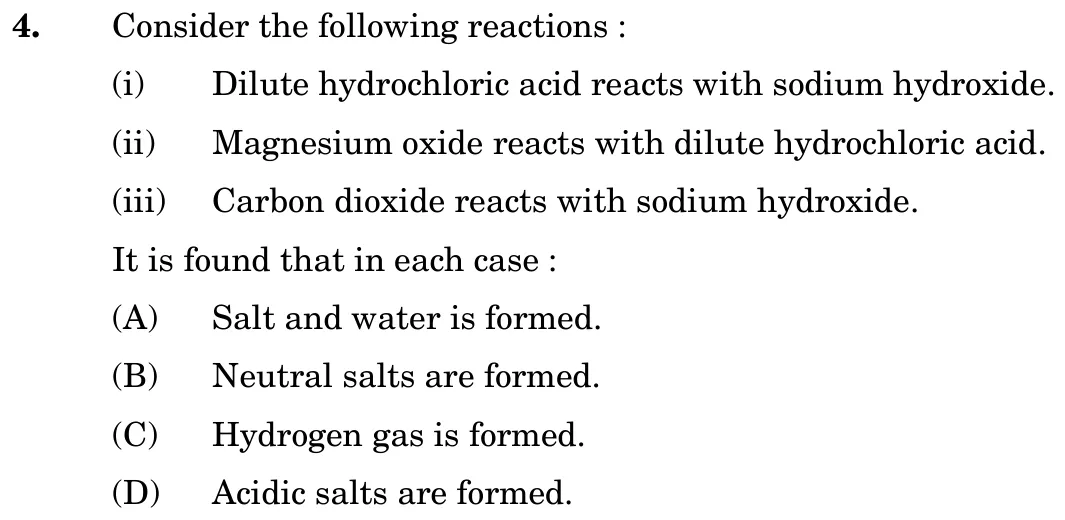 4. Consider the following reactions :
(i) Dilute hydrochloric acid reacts with sodium hydroxide.
(ii) Magnesium oxide reacts with dilute hydrochloric acid.
(iii) Carbon dioxide reacts with sodium hydroxide.
It is found that in each case :
(A) Salt and water is formed.
(B) Neutral salts are formed.
(C) Hydrogen gas is formed.
(D) Acidic salts are formed.